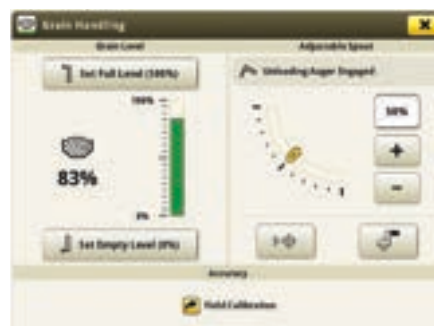 Grain Handling
Grain Level
Set Full Level (100%)
100%
83%
0%
Set Empty Level (0%)
Adjustable Spout
Unloading Auger Engaged
50%
+
−
Accuracy
Yield Calibration